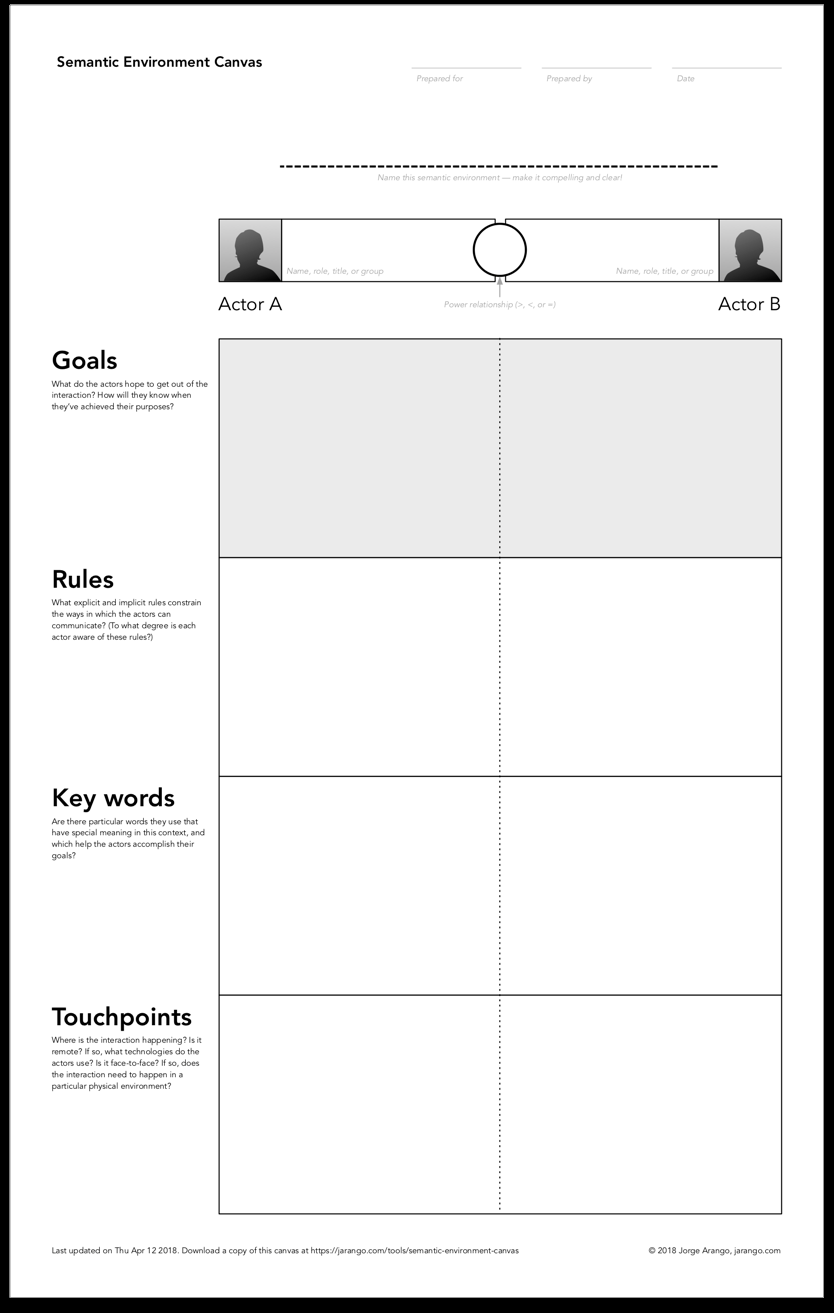 Semantic Environment Canvas
Prepared for
Prepared by
Date
Name this semantic environment — make it compelling and clear!
Name, role, title, or group
Name, role, title, or group
Actor A
Power relationship (>, <, or =)
Actor B
Goals
What do the actors hope to get out of the
interaction? How will they know when
they've achieved their purposes?
Rules
What explicit and implicit rules constrain
the ways in which the actors can
communicate? (To what degree is each
actor aware of these rules?)
Key words
Are there particular words they use that
have special meaning in this context, and
which help the actors accomplish their
goals?
Touchpoints
Where is the interaction happening? Is it
remote? If so, what technologies do the
actors use? Is it face-to-face? If so, does
the interaction need to happen in a
particular physical environment?
Last updated on Thu Apr 12 2018. Download a copy of this canvas at https://jarango.com/tools/semantic-environment-canvas
© 2018 Jorge Arango, jarango.com